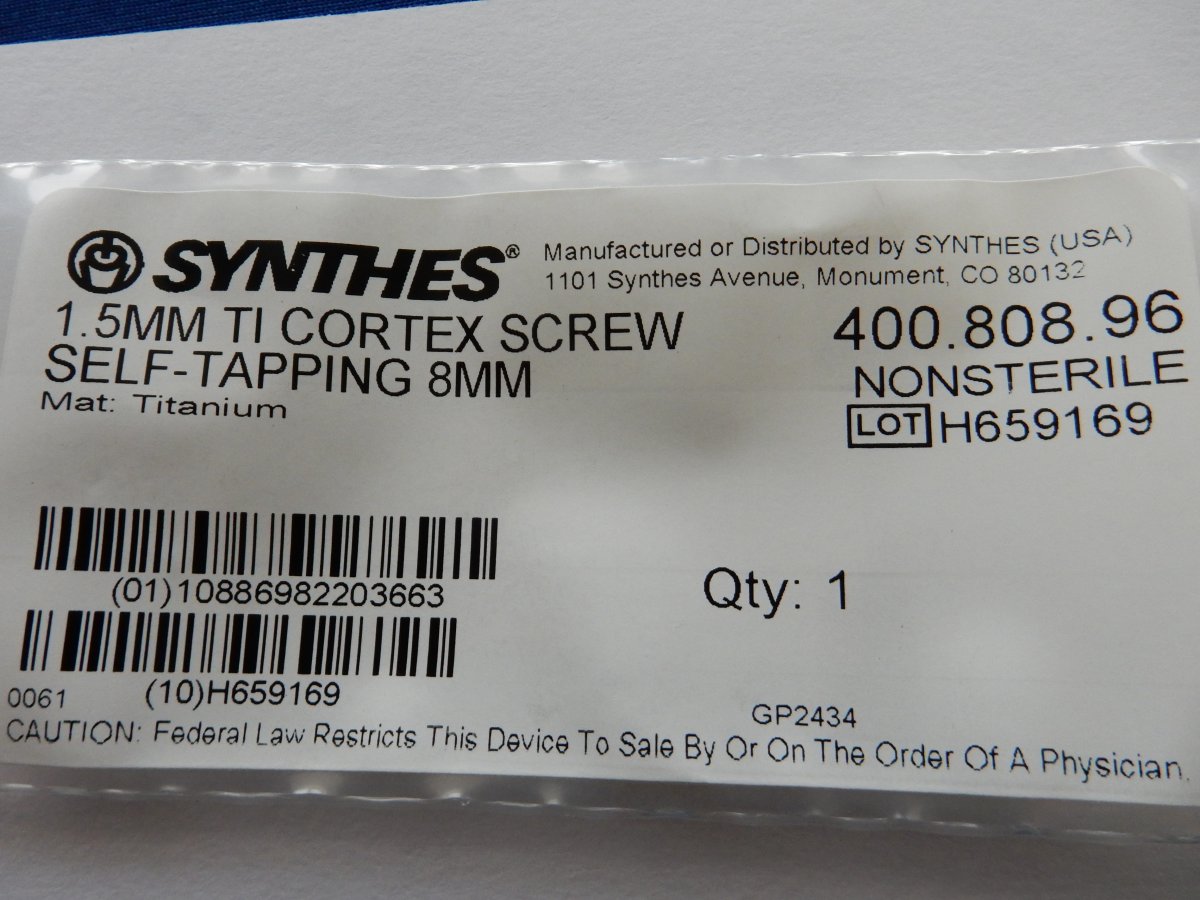 SYNTHES® Manufactured or Distributed by SYNTHES (USA)
1101 Synthes Avenue, Monument, CO 80132
1.5MM TI CORTEX SCREW
SELF-TAPPING 8MM
Mat: Titanium
400.808.96
NONSTERILE
LOT H659169
(01)10886982203663
Qty: 1
(10)H659169
0061
GP2434
CAUTION: Federal Law Restricts This Device To Sale By Or On The Order Of A Physician.